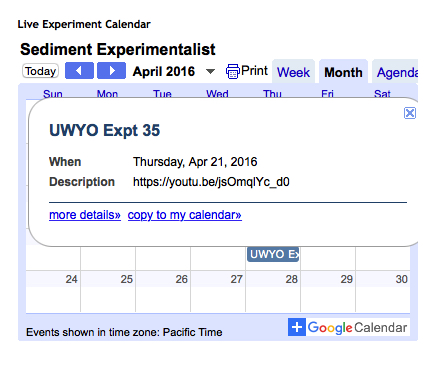 Live Experiment Calendar
Sediment Experimentalist
Today April 2016 Print Week Month Agenda
Sun Mon Tue Wed Thu Fri Sat
UWYO Expt 35
When Thursday, Apr 21, 2016
Description https://youtu.be/jsOmqlYc_d0
more details» copy to my calendar»
UWYO Ex
24 25 26 27 28 29 30
Events shown in time zone: Pacific Time
Google Calendar